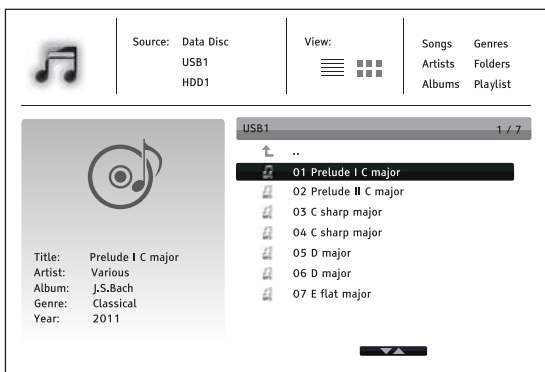 Source: Data Disc
USB1
HDD1
View:
Songs Genres
Artists Folders
Albums Playlist
USB1 1 / 7
..
01 Prelude I C major
02 Prelude II C major
03 C sharp major
04 C sharp major
05 D major
06 D major
07 E flat major
Title: Prelude I C major
Artist: Various
Album: J.S.Bach
Genre: Classical
Year: 2011